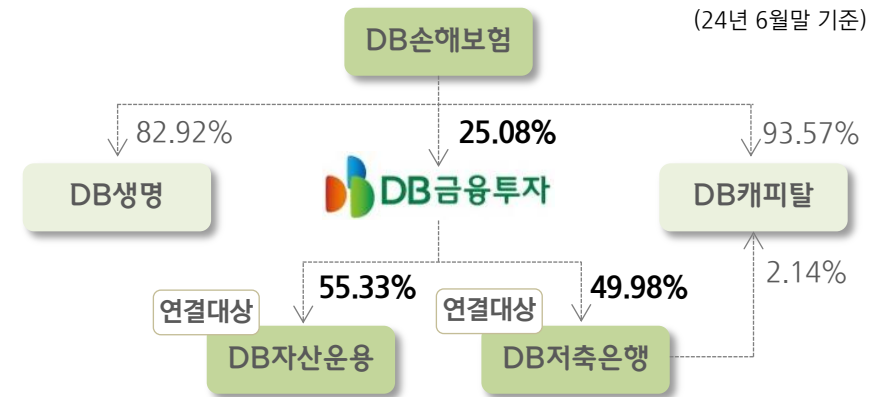 (24년 6월말 기준)
DB손해보험
82.92%
25.08%
93.57%
DB생명
DB금융투자
DB캐피탈
2.14%
55.33%
49.98%
연결대상
연결대상
DB자산운용
DB저축은행